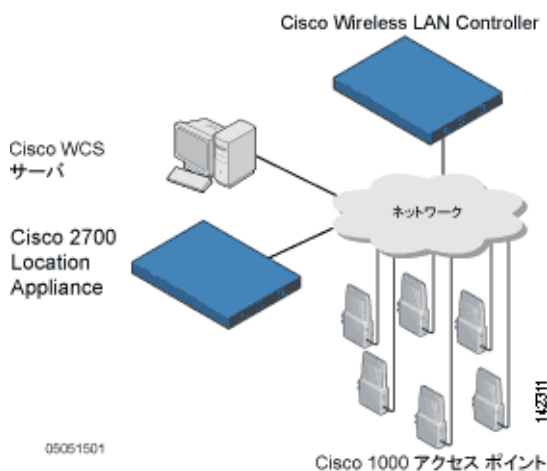 Cisco Wireless LAN Controller
Cisco WCS
サーバ
ネットワーク
Cisco 2700
Location
Appliance
05051501
142311
Cisco 1000 アクセス ポイント